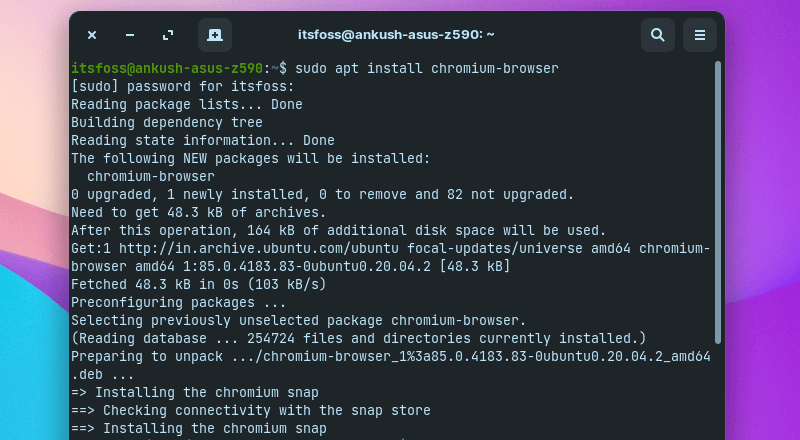 itsfoss@ankush-asus-z590: ~
itsfoss@ankush-asus-z590:~$ sudo apt install chromium-browser
[sudo] password for itsfoss:
Reading package lists... Done
Building dependency tree
Reading state information... Done
The following NEW packages will be installed:
  chromium-browser
0 upgraded, 1 newly installed, 0 to remove and 82 not upgraded.
Need to get 48.3 kB of archives.
After this operation, 164 kB of additional disk space will be used.
Get:1 http://in.archive.ubuntu.com/ubuntu focal-updates/universe amd64 chromium-
browser amd64 1:85.0.4183.83-0ubuntu0.20.04.2 [48.3 kB]
Fetched 48.3 kB in 0s (103 kB/s)
Preconfiguring packages ...
Selecting previously unselected package chromium-browser.
(Reading database ... 254724 files and directories currently installed.)
Preparing to unpack .../chromium-browser_1%3a85.0.4183.83-0ubuntu0.20.04.2_amd64
.deb ...
=> Installing the chromium snap
==> Checking connectivity with the snap store
==> Installing the chromium snap